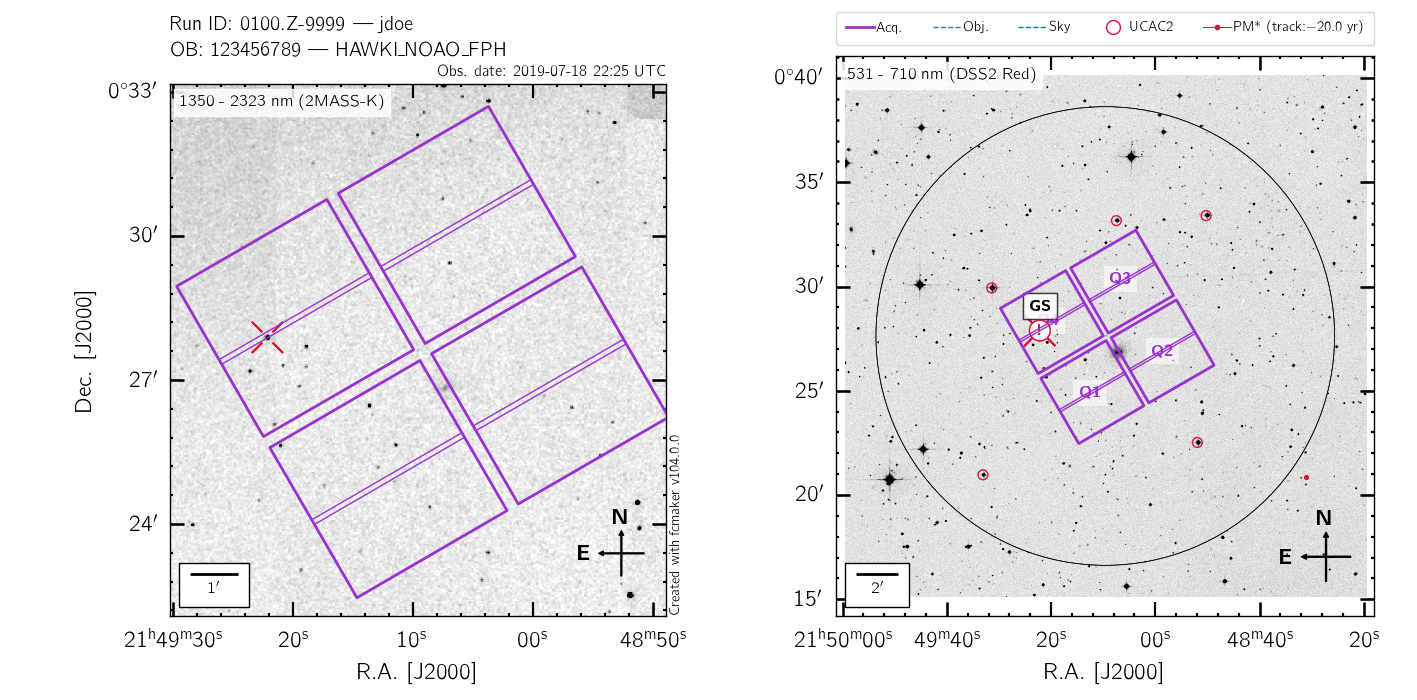 Run ID: 0100.Z-9999 — jdoe
OB: 123456789 — HAWKI_NOAO_FPH
Obs. date: 2019-07-18 22:25 UTC
1350 - 2323 nm (2MASS-K)
0°33′
30′
27′
24′
Dec. [J2000]
N
E
1′
Created with fcmaker v104.0.0
21ʰ49ᵐ30ˢ 20ˢ 10ˢ 00ˢ 48ᵐ50ˢ
R.A. [J2000]
Acq. Obj. Sky UCAC2 PM* (track:−20.0 yr)
531 - 710 nm (DSS2 Red)
0°40′
35′
30′
25′
20′
15′
Q3
GS
Q2
Q1
N
E
2′
21ʰ50ᵐ00ˢ 49ᵐ40ˢ 20ˢ 00ˢ 48ᵐ40ˢ 20ˢ
R.A. [J2000]